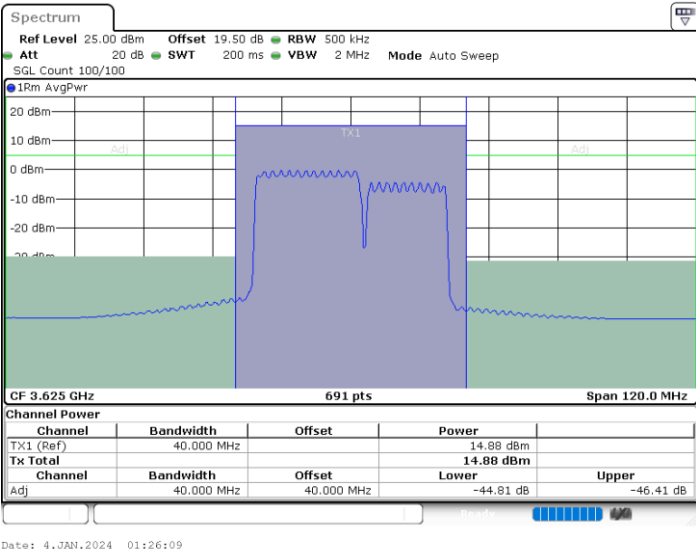 Spectrum
Ref Level 25.00 dBm Offset 19.50 dB RBW 500 kHz
Att 20 dB SWT 200 ms VBW 2 MHz Mode Auto Sweep
SGL Count 100/100
1Rm AvgPwr
20 dBm
TX1
10 dBm
Adj Adj
0 dBm
-10 dBm
-20 dBm
CF 3.625 GHz 691 pts Span 120.0 MHz
Channel Power
Channel Bandwidth Offset Power
TX1 (Ref) 40.000 MHz 14.88 dBm
Tx Total 14.88 dBm
Channel Bandwidth Offset Lower Upper
Adj 40.000 MHz 40.000 MHz -44.81 dB -46.41 dB
Ready
Date: 4.JAN.2024 01:26:09